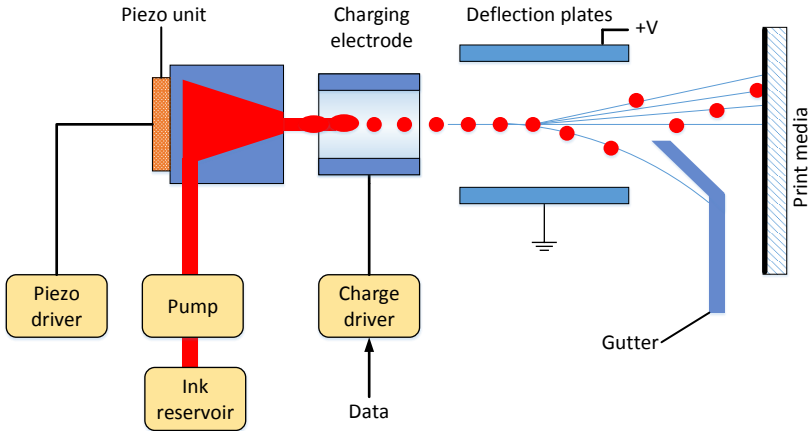 Piezo unit
Charging
electrode
Deflection plates
+V
Print media
Piezo
driver
Pump
Charge
driver
Gutter
Ink
reservoir
Data